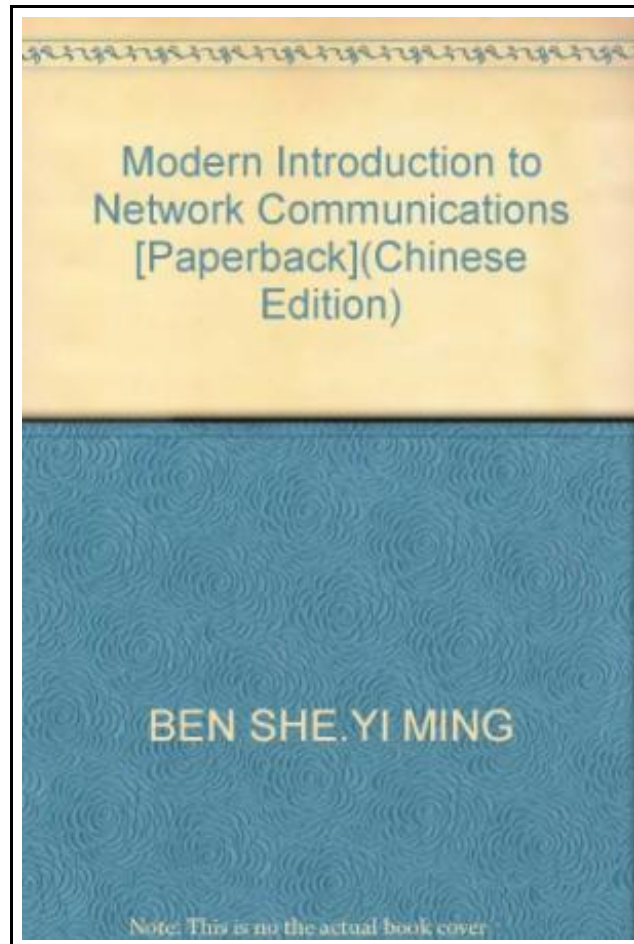 Modern Introduction to
Network Communications
[Paperback](Chinese
Edition)
BEN SHE.YI MING
Note: This is no the actual book cover